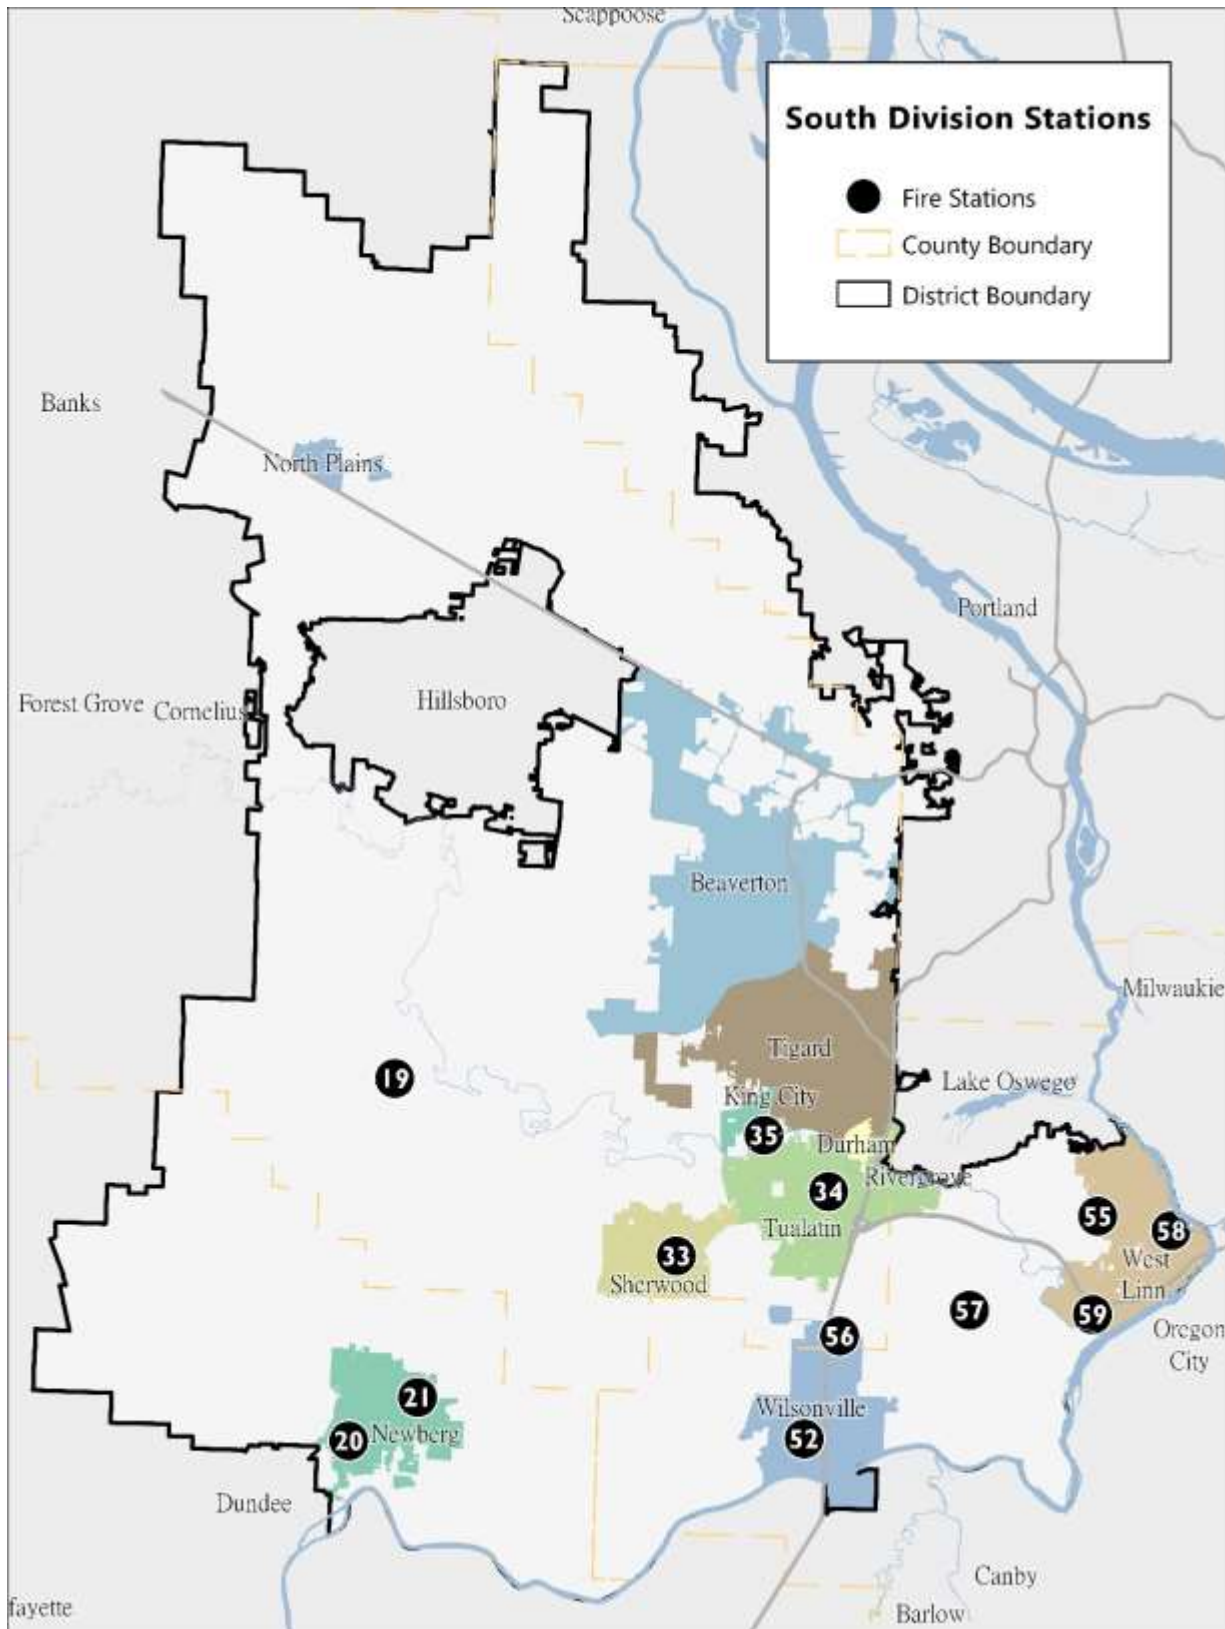 Scappoose
South Division Stations
Fire Stations
County Boundary
District Boundary
Banks
North Plains
Portland
Forest Grove
Cornelius
Hillsboro
Beaverton
Milwaukie
Tigard
19
Lake Oswego
King City
35
Durham
Rivergrove
34
55
Tualatin
58
33
West
Linn
Sherwood
57
59
56
Oregon
City
21
Wilsonville
20
Newberg
52
Dundee
Canby
fayette
Barlow